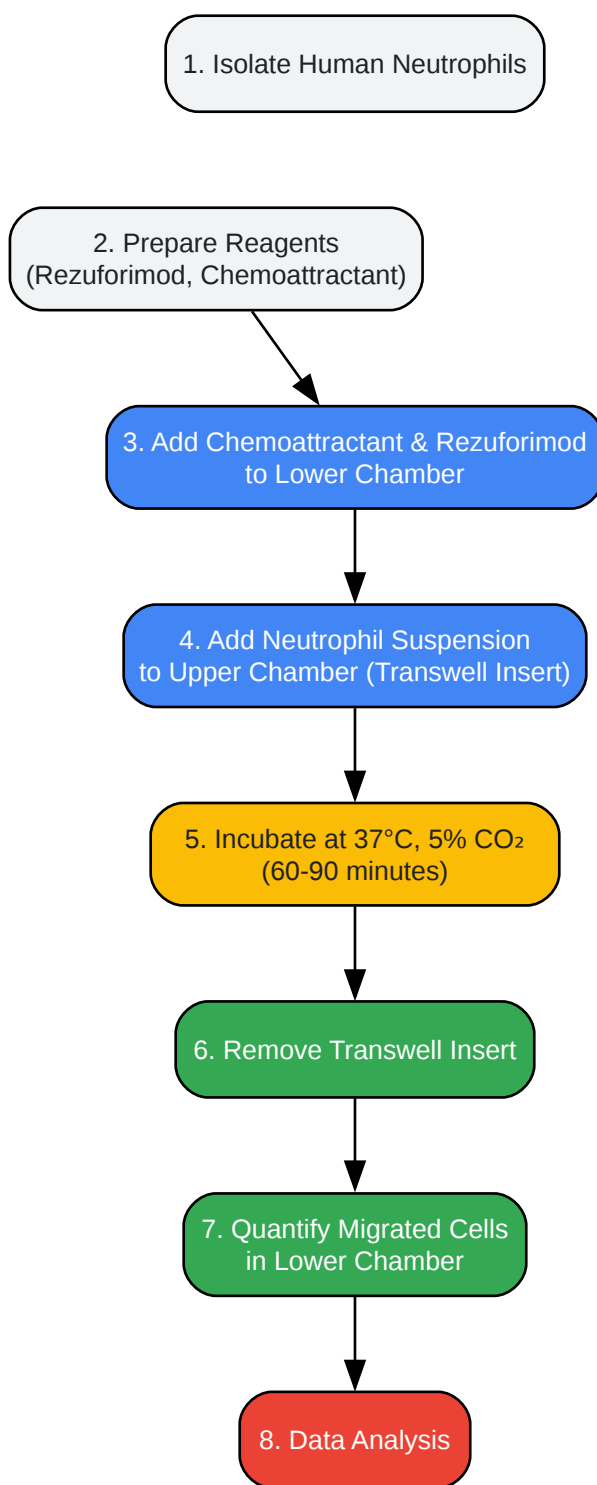 1. Isolate Human Neutrophils
2. Prepare Reagents
(Rezuforimod, Chemoattractant)
3. Add Chemoattractant & Rezuforimod
to Lower Chamber
4. Add Neutrophil Suspension
to Upper Chamber (Transwell Insert)
5. Incubate at 37°C, 5% CO₂
(60-90 minutes)
6. Remove Transwell Insert
7. Quantify Migrated Cells
in Lower Chamber
8. Data Analysis